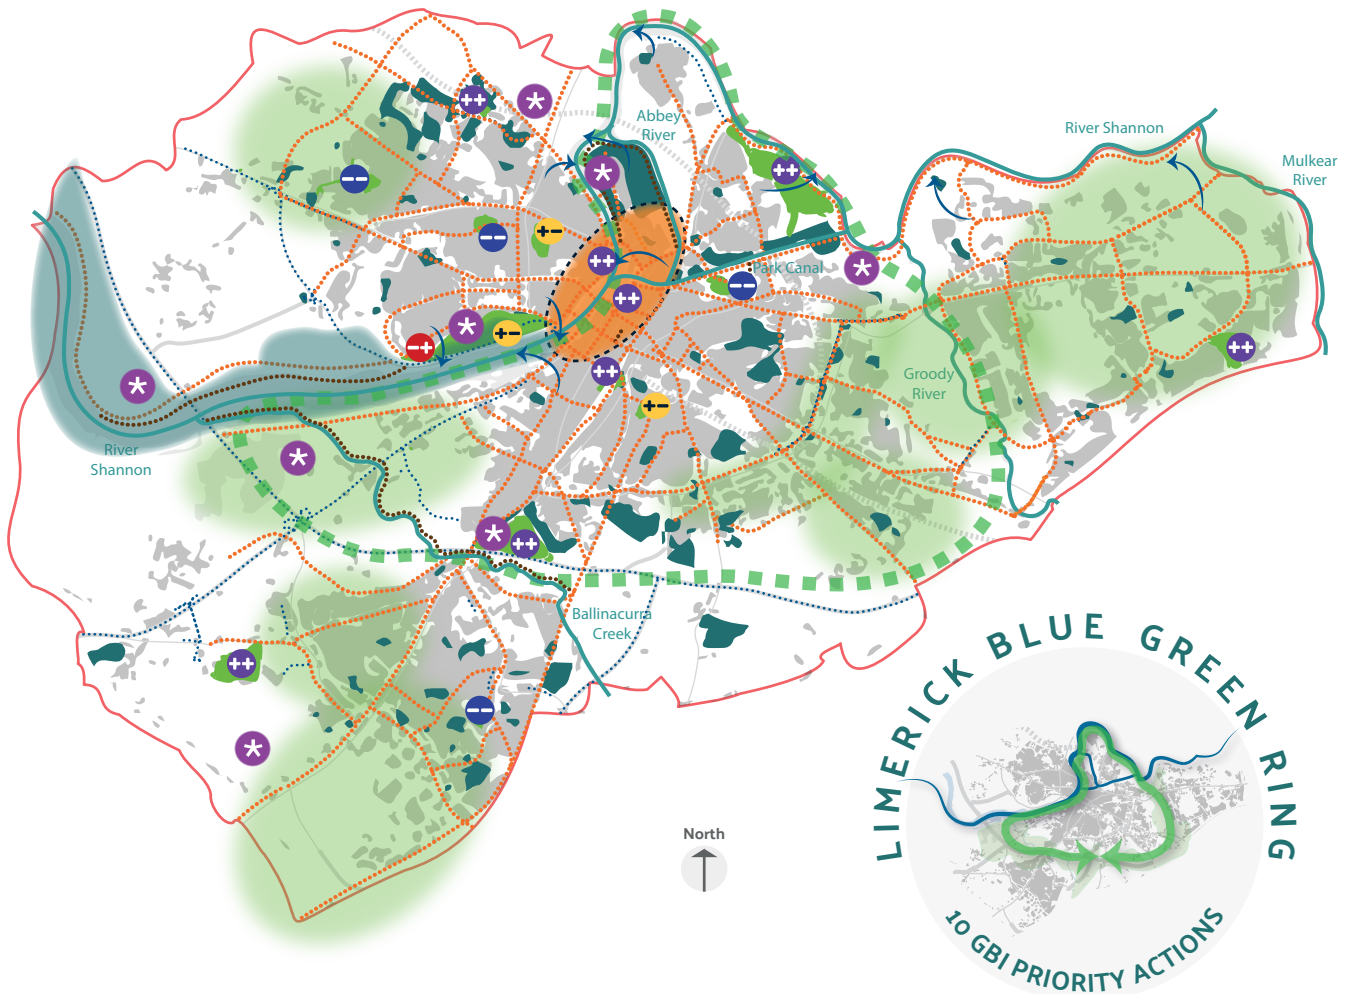 River Shannon
Abbey
River
Mulkear
River
++
*
++
--
*
--
+-
++
Park Canal
*
--
++
*
+-
-+
++
++
Groody
River
*
+-
River
Shannon
*
*
++
Ballinacurra
Creek
++
--
*
North
LIMERICK BLUE GREEN RING
10 GBI PRIORITY ACTIONS